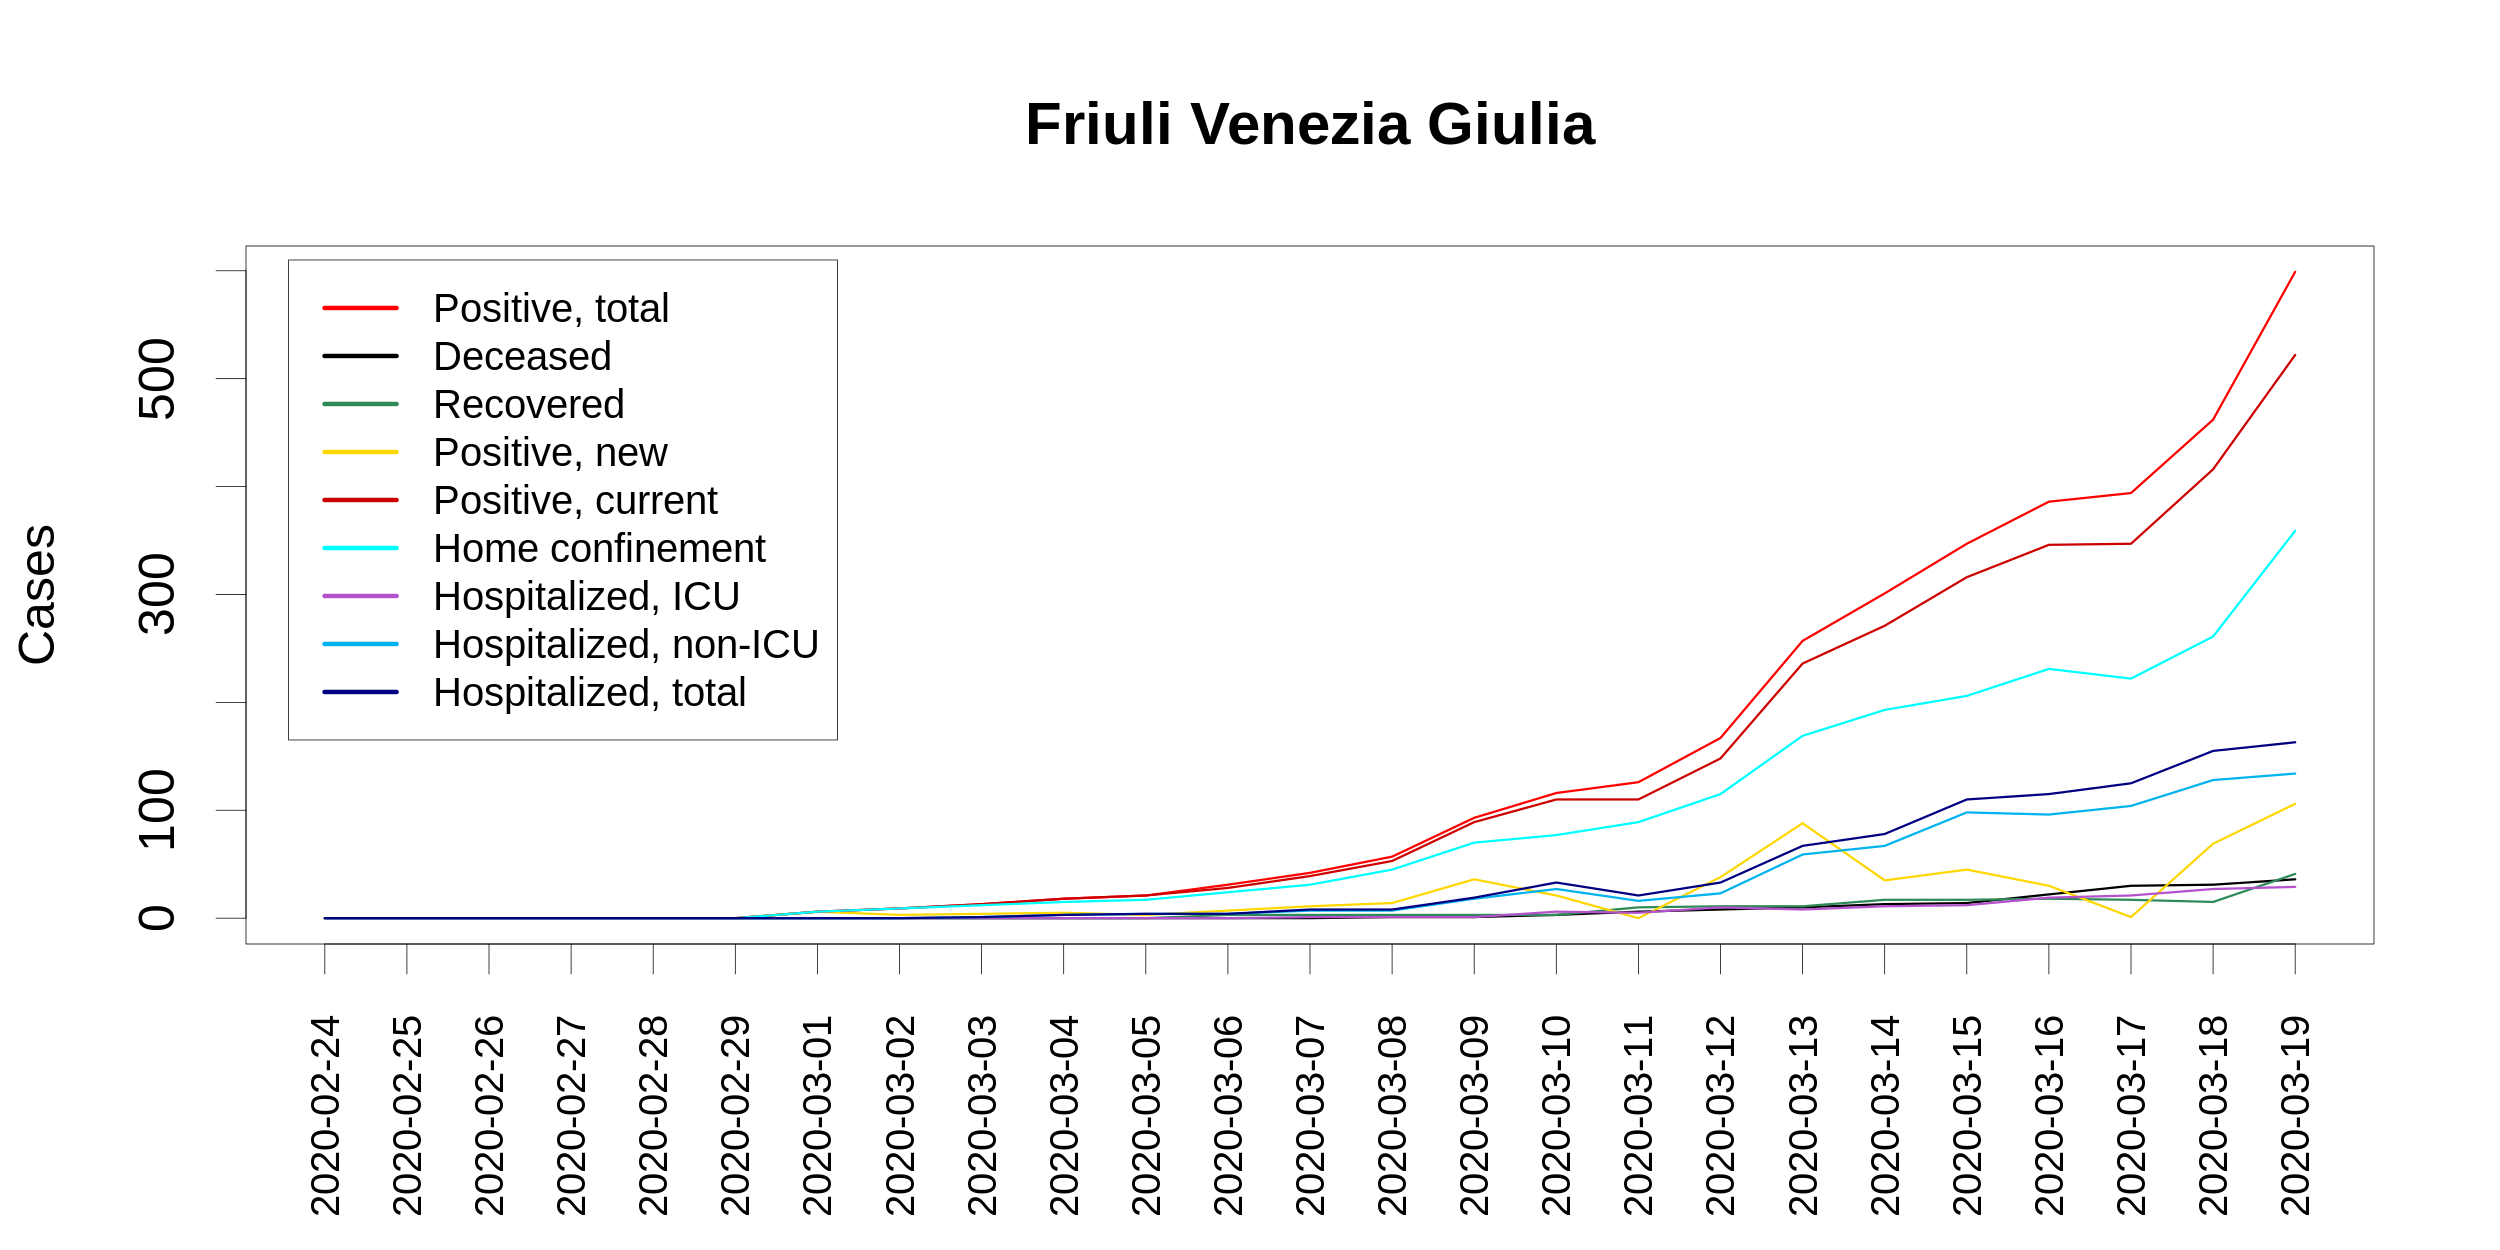 Friuli Venezia Giulia
Positive, total
Deceased
Recovered
Positive, new
Positive, current
Home confinement
Hospitalized, ICU
Hospitalized, non-ICU
Hospitalized, total
Cases
500
300
100
0
2020-02-24
2020-02-25
2020-02-26
2020-02-27
2020-02-28
2020-02-29
2020-03-01
2020-03-02
2020-03-03
2020-03-04
2020-03-05
2020-03-06
2020-03-07
2020-03-08
2020-03-09
2020-03-10
2020-03-11
2020-03-12
2020-03-13
2020-03-14
2020-03-15
2020-03-16
2020-03-17
2020-03-18
2020-03-19